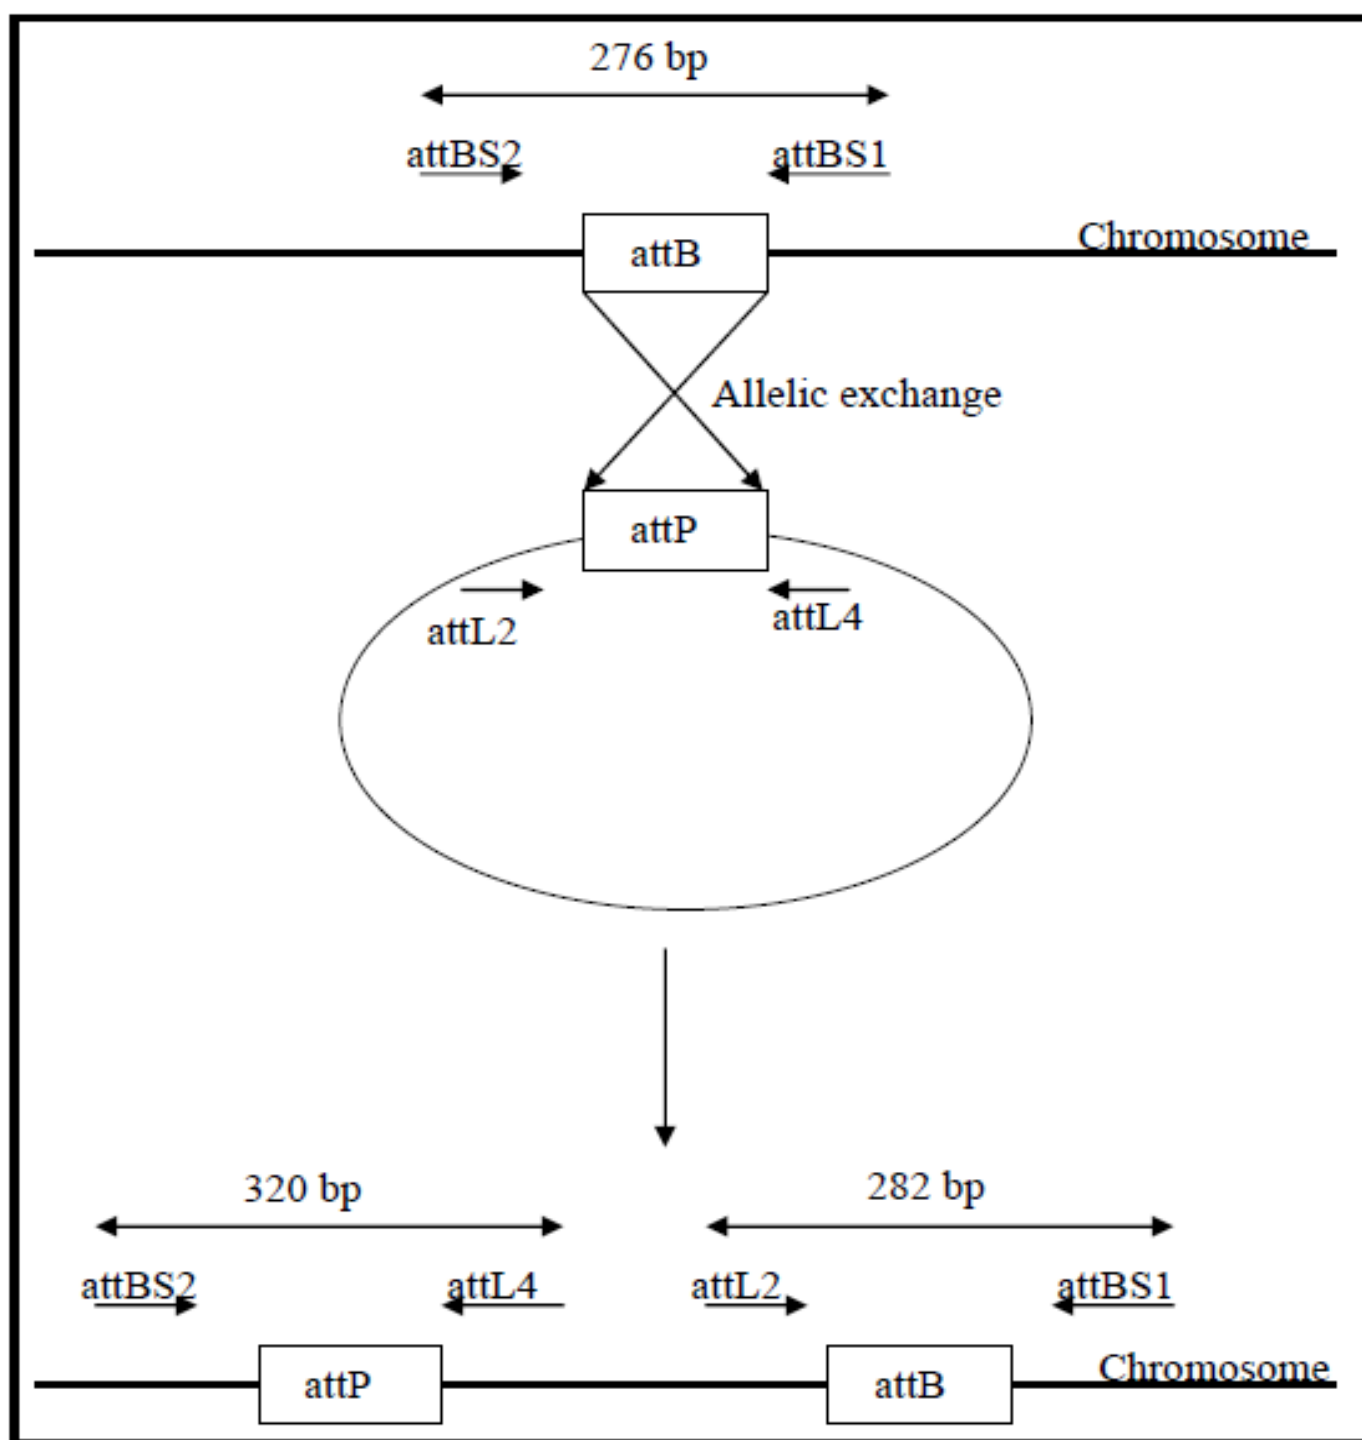 276 bp
attBS2 attBS1
attB
Chromosome
Allelic exchange
attP
attL2 attL4
320 bp 282 bp
attBS2 attL4 attL2 attBS1
attP attB Chromosome